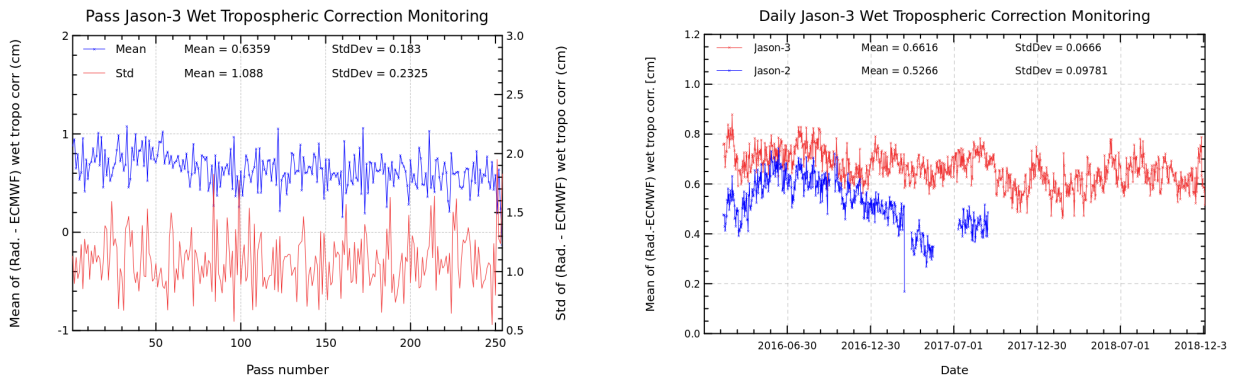 Pass Jason-3 Wet Tropospheric Correction Monitoring
Mean of (Rad. - ECMWF) wet tropo corr (cm)
2
1
0
-1
Mean Mean = 0.6359 StdDev = 0.183
Std Mean = 1.088 StdDev = 0.2325
3.0
2.5
2.0
1.5
1.0
0.5
Std of (Rad. - ECMWF) wet tropo corr (cm)
50 100 150 200 250
Pass number
Daily Jason-3 Wet Tropospheric Correction Monitoring
Mean of (Rad.-ECMWF) wet tropo corr. [cm]
1.2
1.0
0.8
0.6
0.4
0.2
0.0
Jason-3 Mean = 0.6616 StdDev = 0.0666
Jason-2 Mean = 0.5266 StdDev = 0.09781
2016-06-30 2016-12-30 2017-07-01 2017-12-30 2018-07-01 2018-12-3
Date